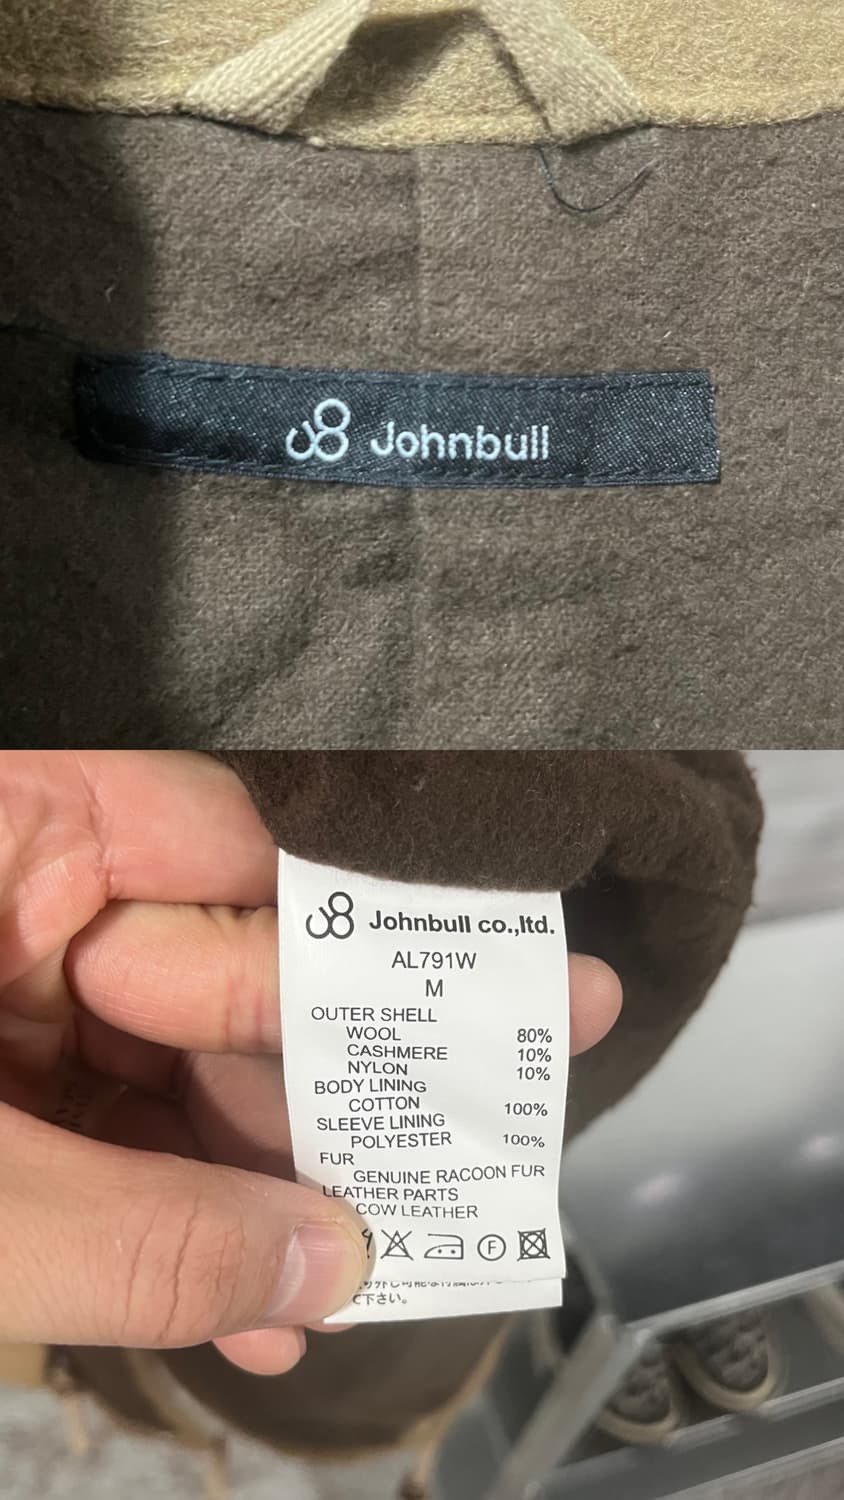 Johnbull
Johnbull co.,ltd.
AL791W
M
OUTER SHELL
WOOL 80%
CASHMERE 10%
NYLON 10%
BODY LINING
COTTON 100%
SLEEVE LINING
POLYESTER 100%
FUR
GENUINE RACOON FUR
LEATHER PARTS
COW LEATHER
F
て下さい。